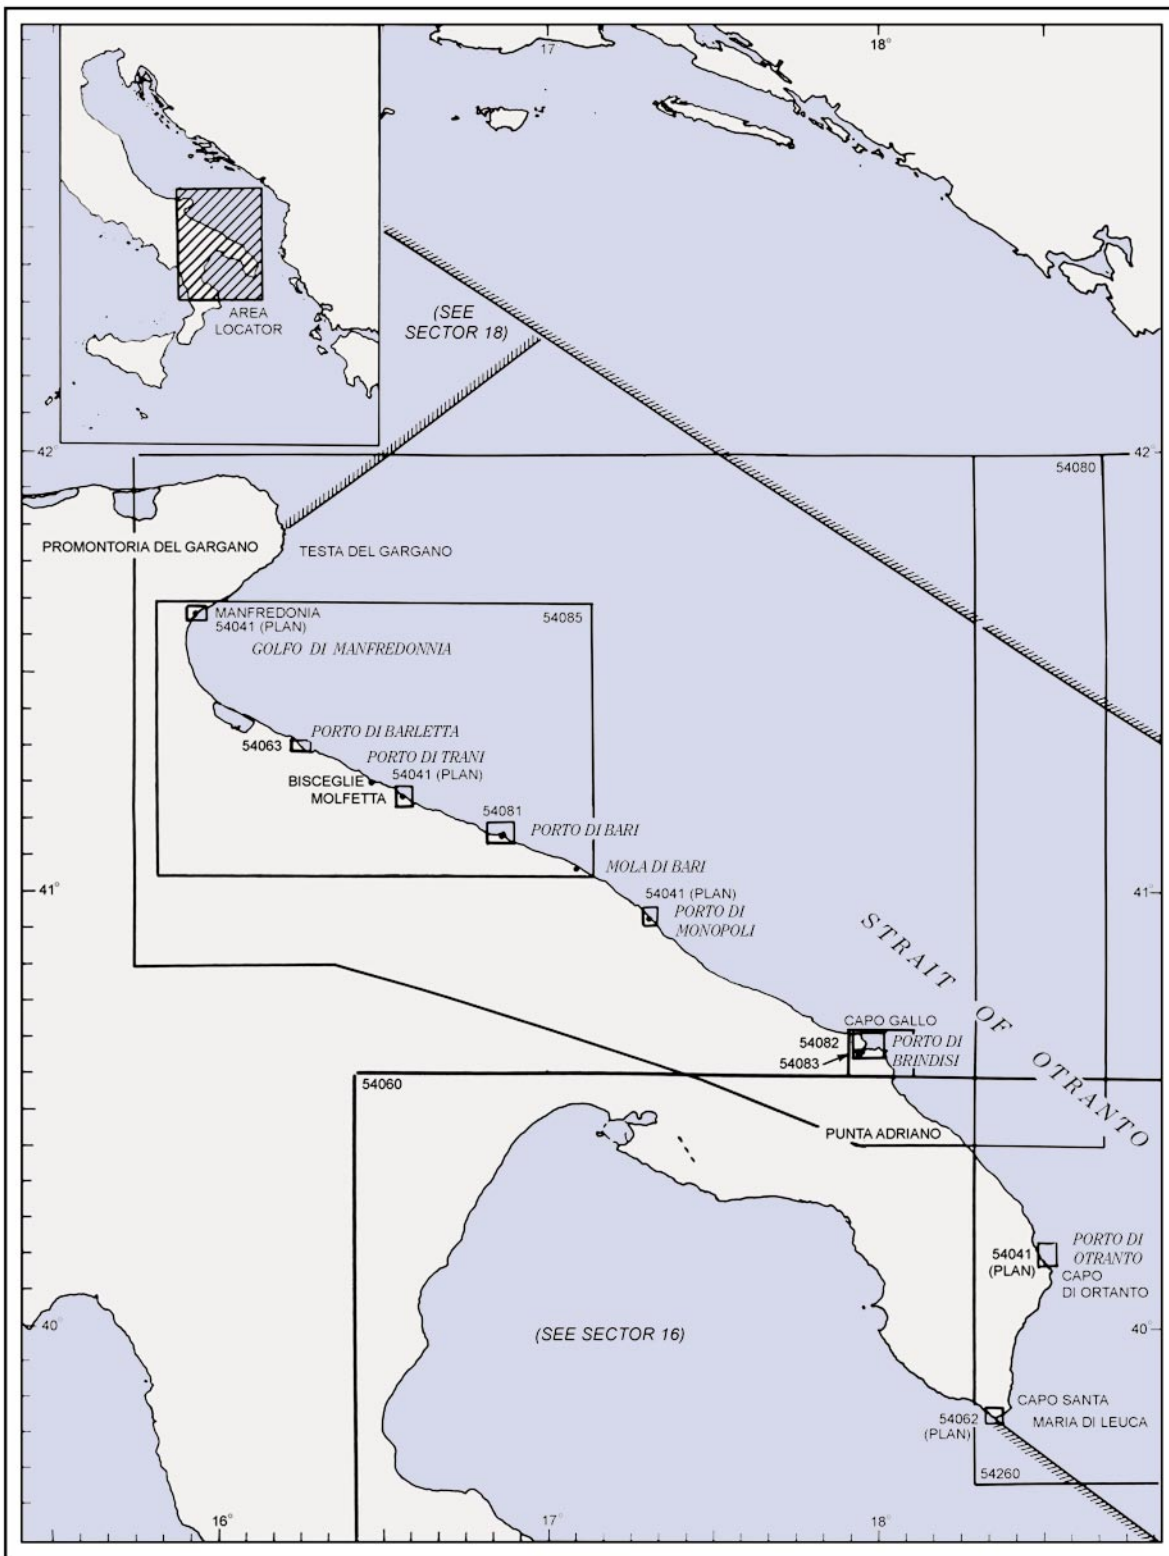 17
18°
AREA
LOCATOR
(SEE
SECTOR 18)
42°
42°
54080
PROMONTORIA DEL GARGANO
TESTA DEL GARGANO
MANFREDONIA
54041 (PLAN)
54085
GOLFO DI MANFREDONNIA
PORTO DI BARLETTA
54063
PORTO DI TRANI
54041 (PLAN)
BISCEGLIE
MOLFETTA
54081
PORTO DI BARI
MOLA DI BARI
41°
41°
54041 (PLAN)
PORTO DI
MONOPOLI
STRAIT OF OTRANTO
CAPO GALLO
54082
54083
PORTO DI
BRINDISI
54060
PUNTA ADRIANO
54041
(PLAN)
PORTO DI
OTRANTO
CAPO
DI ORTANTO
40°
40°
(SEE SECTOR 16)
CAPO SANTA
MARIA DI LEUCA
54062
(PLAN)
54260
16°
17°
18°